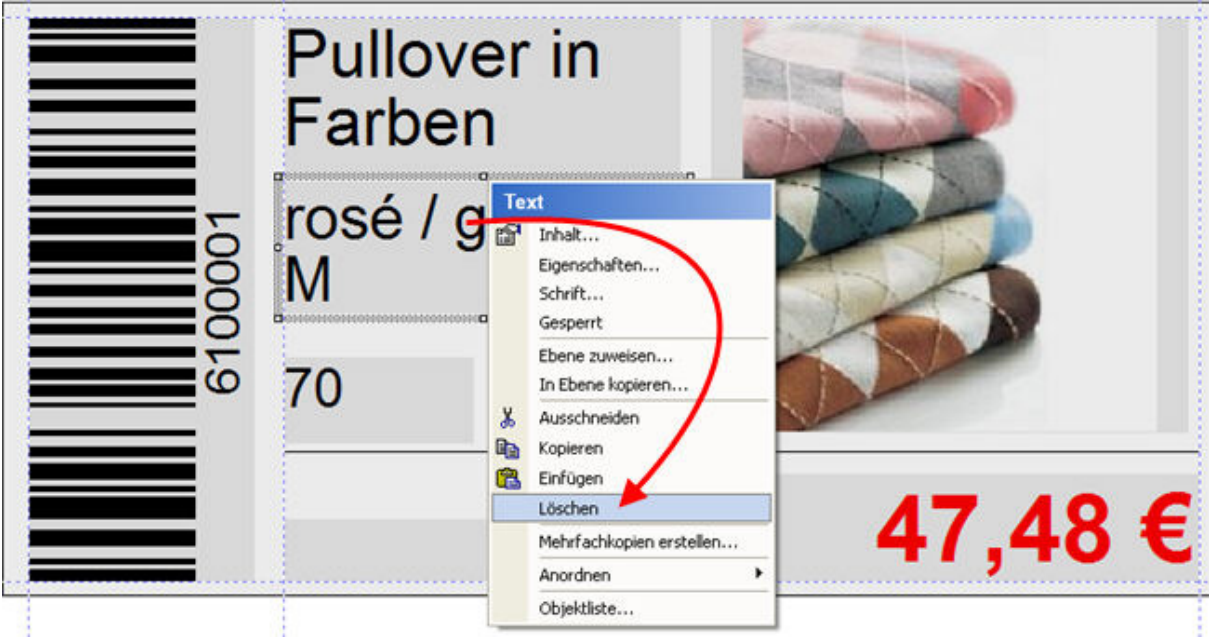 Pullover in
Farben
rosé / g
M
6100001
70
Text
Inhalt...
Eigenschaften...
Schrift...
Gesperrt
Ebene zuweisen...
In Ebene kopieren...
Ausschneiden
Kopieren
Einfügen
Löschen
Mehrfachkopien erstellen...
Anordnen
Objektliste...
47,48 €